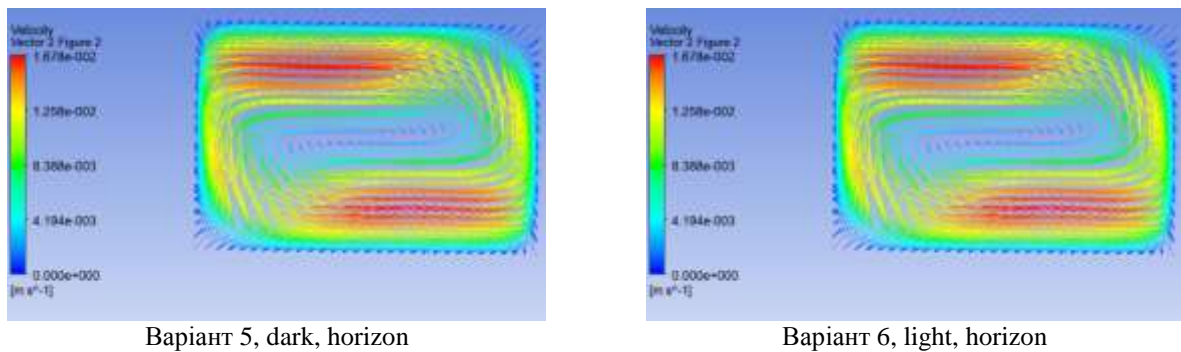 Velocity
Vector 2 Figure 2
1.678e-002
1.258e-002
8.388e-003
4.194e-003
0.000e+000
[m s^-1]
Варіант 5, dark, horizon
Velocity
Vector 2 Figure 2
1.678e-002
1.258e-002
8.388e-003
4.194e-003
0.000e+000
[m s^-1]
Варіант 6, light, horizon